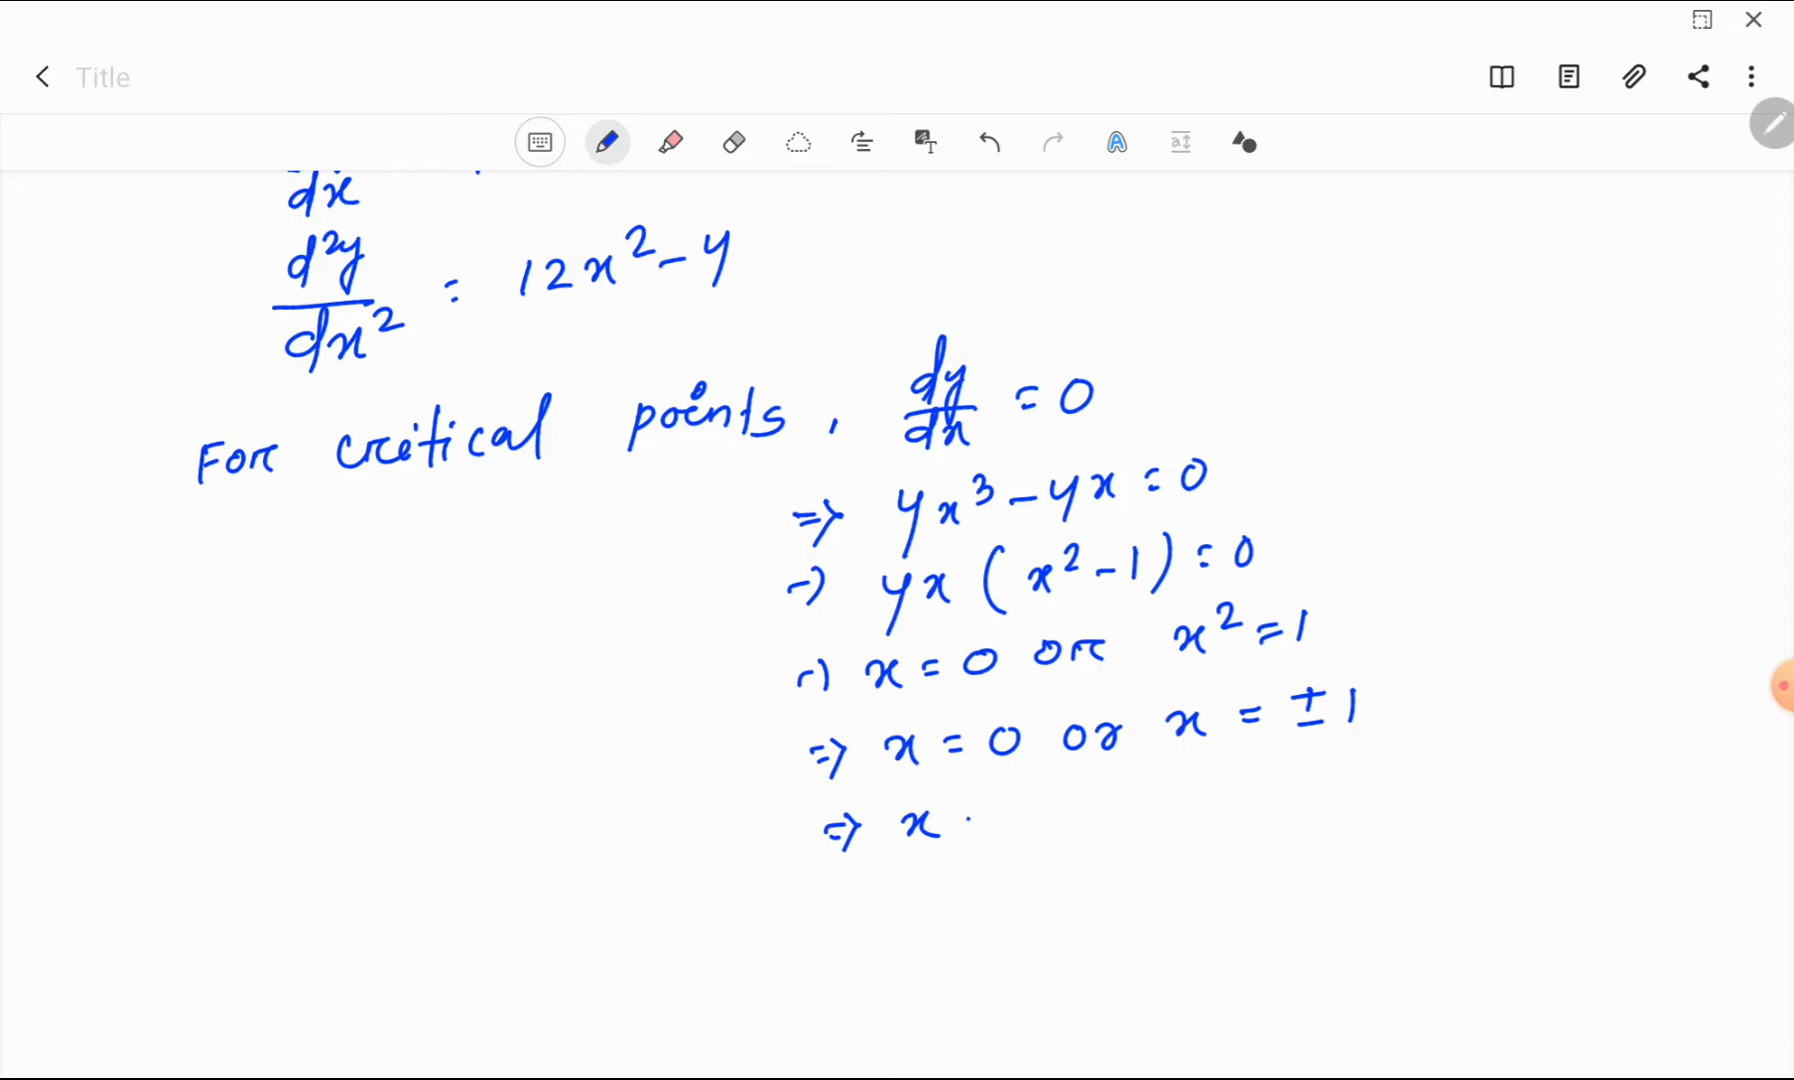 Title
dx
d²y/dx² = 12x² - 4
For critical points, dy/dx = 0
=> 4x³ - 4x = 0
=> 4x (x² - 1) = 0
=> x = 0 or x² = 1
=> x = 0 or x = ± 1
=> x